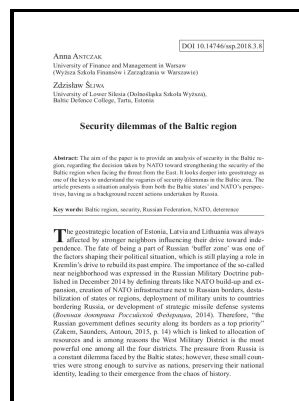 DOI 10.14746/ssp.2018.3.8
Anna ANTCZAK
University of Finance and Management in Warsaw
(Wyższa Szkoła Finansów i Zarządzania w Warszawie)
Zdzisław ŚLIWA
University of Lower Silesia (Dolnośląska Szkoła Wyższa),
Baltic Defence College, Tartu, Estonia
Security dilemmas of the Baltic region
Abstract: The aim of the paper is to provide an analysis of security in the Baltic re-
gion, regarding the decision taken by NATO toward strengthening the security of the
Baltic Region when facing the threat from the East. It looks deeper into geostrategy as
one of the keys to understand the vagaries of security dilemmas in the Baltic area. The
article presents a situation analysis from both the Baltic states' and NATO's perspec-
tives, having as a background recent actions undertaken by Russia.
Key words: Baltic region, security, Russian Federation, NATO, deterrence
The geostrategic location of Estonia, Latvia and Lithuania was always
affected by stronger neighbors influencing their drive toward inde-
pendence. The fate of being a part of Russian 'buffer zone' was one of
the factors shaping their political situation, which is still playing a role in
Kremlin's drive to rebuild its past empire. The importance of the so-called
near neighborhood was expressed in the Russian Military Doctrine pub-
lished in December 2014 by defining threats like NATO build-up and ex-
pansion, creation of NATO infrastructure next to Russian borders, desta-
bilization of states or regions, deployment of military units to countries
bordering Russia, or development of strategic missile defense systems
(Военная доктрина Российской Федерации, 2014). Therefore, "the
Russian government defines security along its borders as a top priority"
(Zakem, Saunders, Antoun, 2015, p. 14) which is linked to allocation of
resources and is among reasons the West Military District is the most
powerful one among all the four districts. The pressure from Russia is
a constant dilemma faced by the Baltic states; however, these small coun-
tries were strong enough to survive as nations, preserving their national
identity, leading to their emergence from the chaos of history.